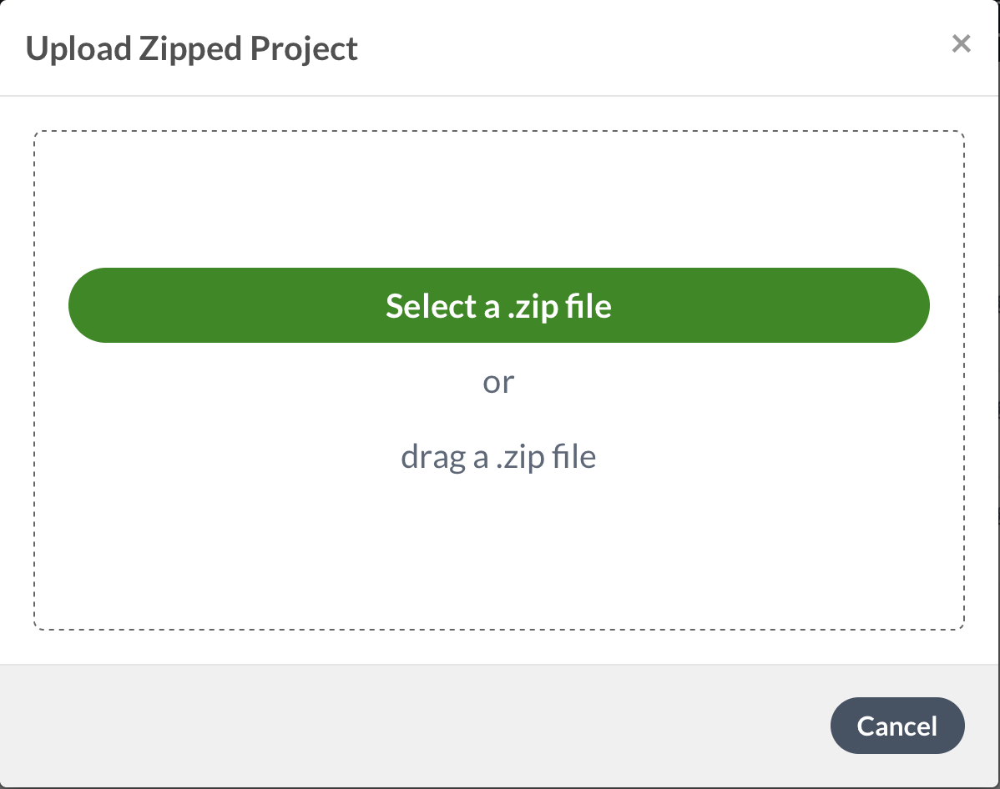 Upload Zipped Project
Select a .zip file
or
drag a .zip file
Cancel